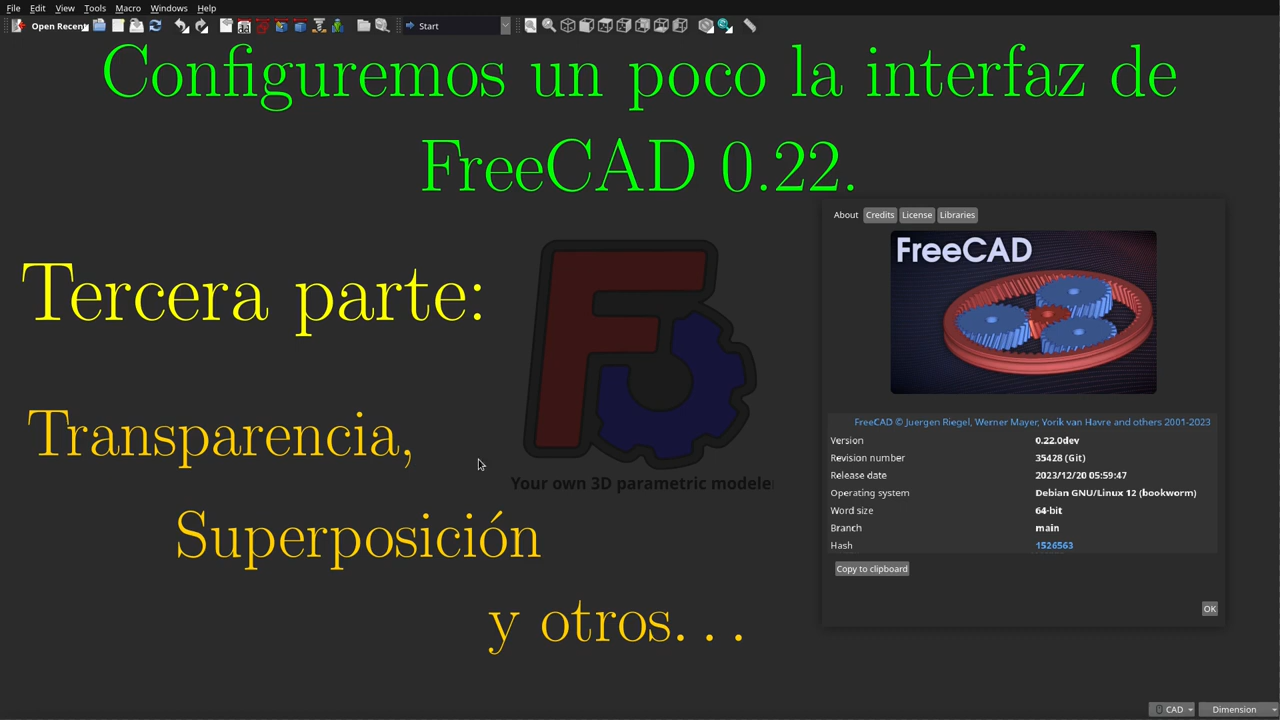 File Edit View Tools Macro Windows Help
Open Recent Start
Configuremos un poco la interfaz de
FreeCAD 0.22.
Tercera parte:
Transparencia,
Superposición
y otros...
Your own 3D parametric modele
About Credits License Libraries
FreeCAD
FreeCAD © Juergen Riegel, Werner Mayer, Yorik van Havre and others 2001-2023
Version 0.22.0dev
Revision number 35428 (Git)
Release date 2023/12/20 05:59:47
Operating system Debian GNU/Linux 12 (bookworm)
Word size 64-bit
Branch main
Hash 1526563
Copy to clipboard
OK
CAD Dimension